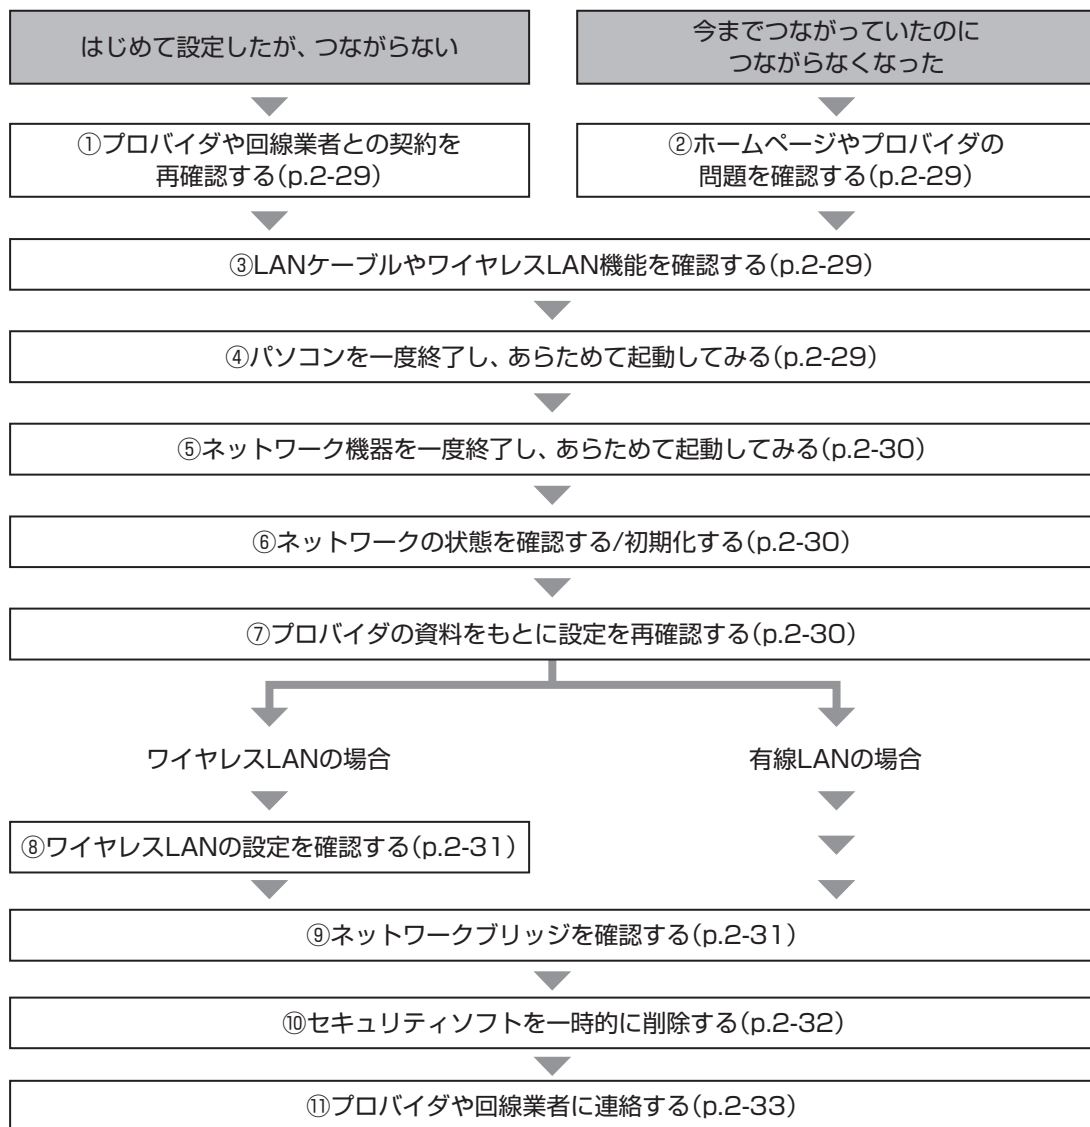 はじめて設定したが、つながらない
今までつながっていたのに
つながらなくなった
①プロバイダや回線業者との契約を
再確認する(p.2-29)
②ホームページやプロバイダの
問題を確認する(p.2-29)
③LANケーブルやワイヤレスLAN機能を確認する(p.2-29)
④パソコンを一度終了し、あらためて起動してみる(p.2-29)
⑤ネットワーク機器を一度終了し、あらためて起動してみる(p.2-30)
⑥ネットワークの状態を確認する/初期化する(p.2-30)
⑦プロバイダの資料をもとに設定を再確認する(p.2-30)
ワイヤレスLANの場合
有線LANの場合
⑧ワイヤレスLANの設定を確認する(p.2-31)
⑨ネットワークブリッジを確認する(p.2-31)
⑩セキュリティソフトを一時的に削除する(p.2-32)
⑪プロバイダや回線業者に連絡する(p.2-33)